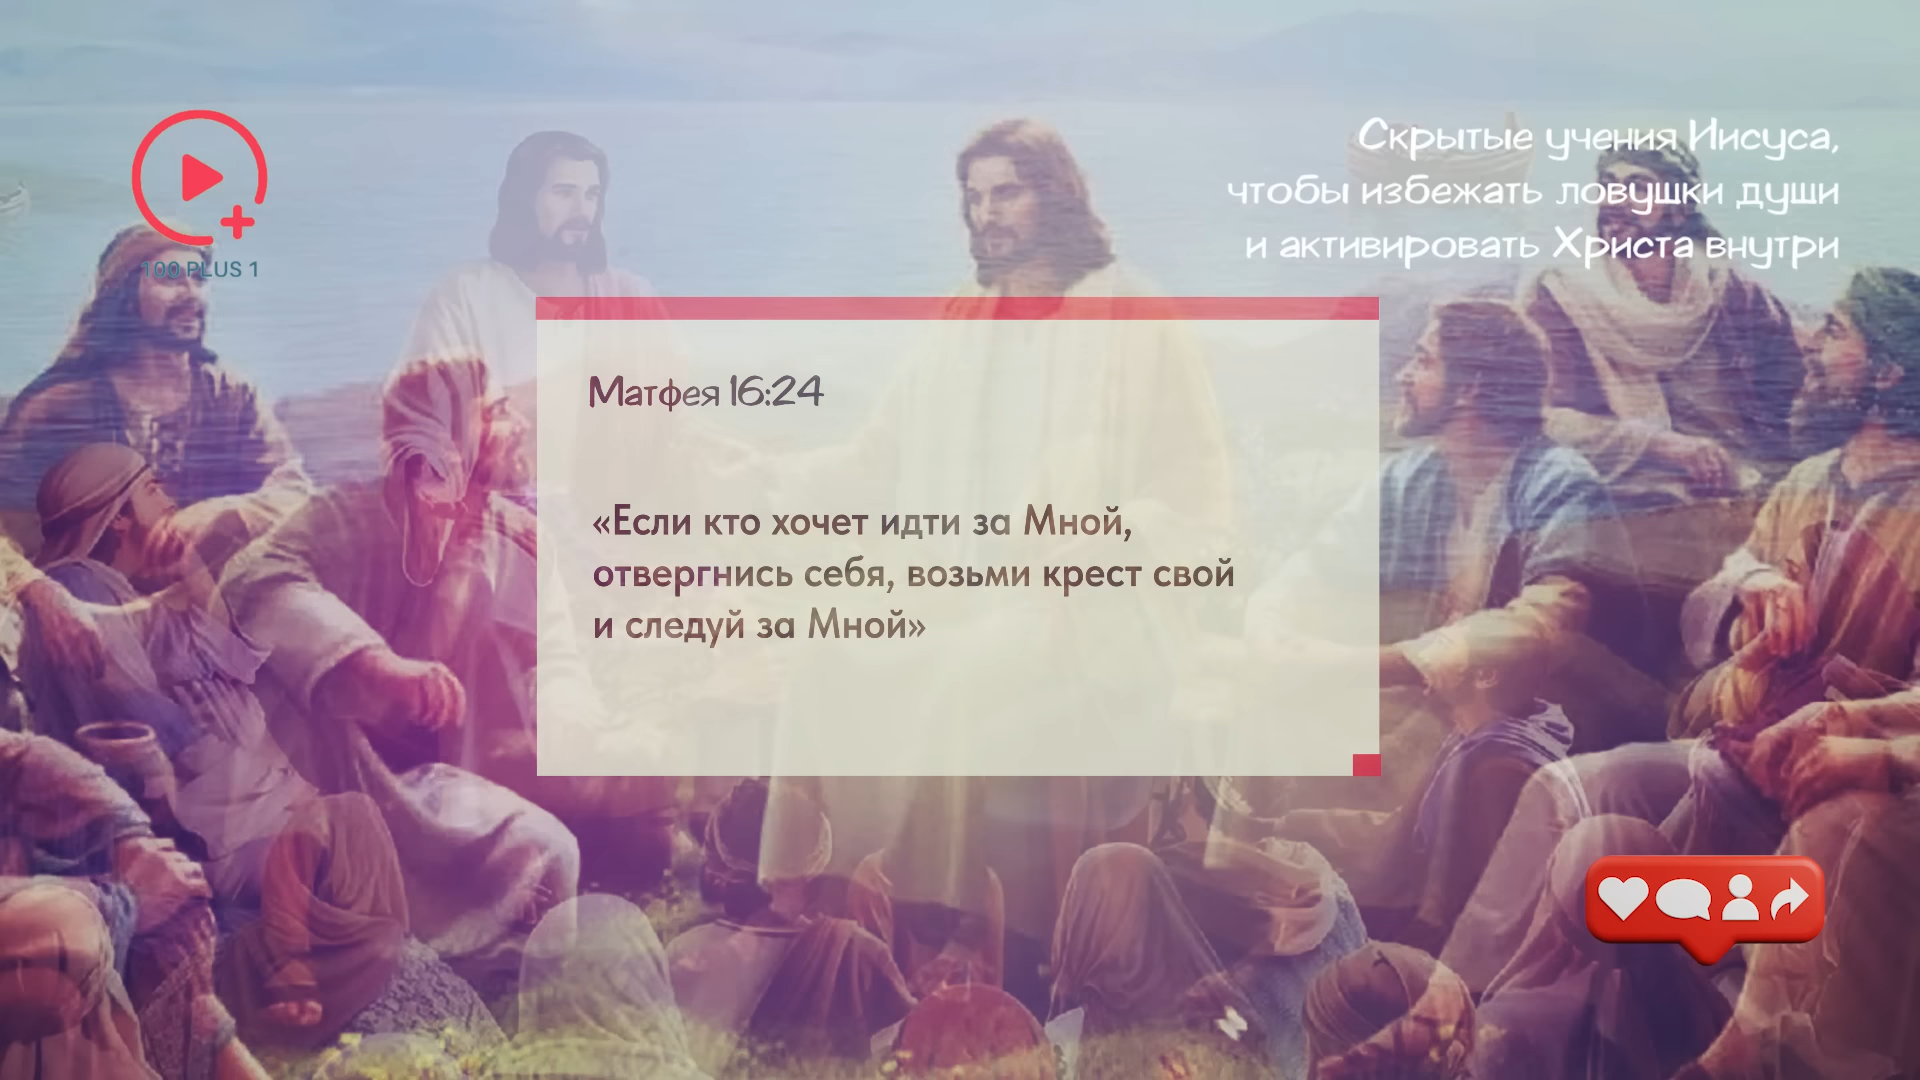 100 PLUS 1
Скрытые учения Иисуса,
чтобы избежать ловушки души
и активировать Христа внутри
Матфея 16:24
«Если кто хочет идти за Мной,
отвергнись себя, возьми крест свой
и следуй за Мной»